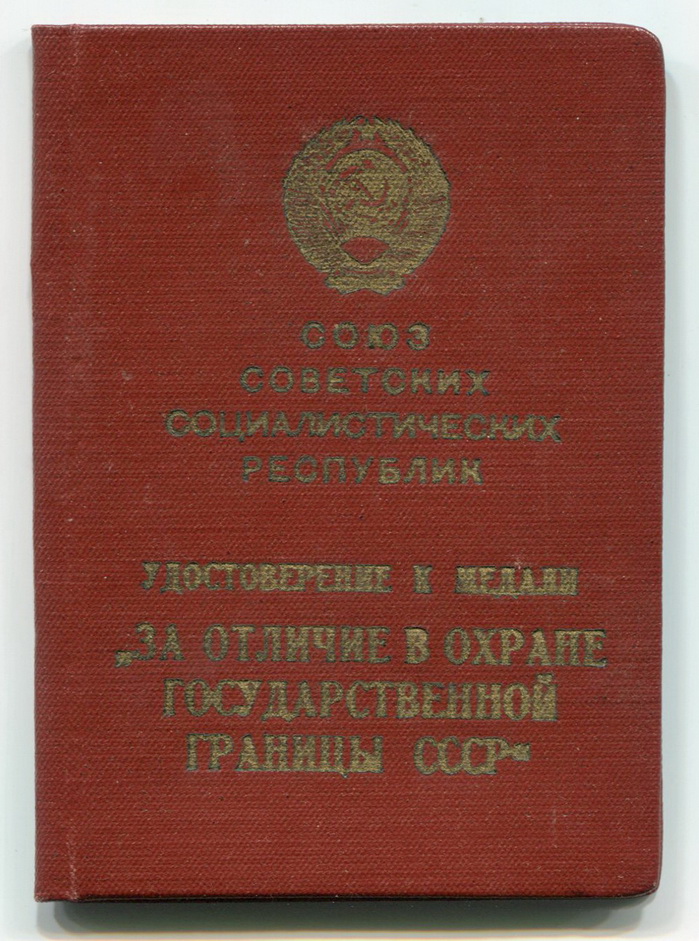 СОЮЗ
СОВЕТСКИХ
СОЦИАЛИСТИЧЕСКИХ
РЕСПУБЛИК
УДОСТОВЕРЕНИЕ К МЕДАЛИ
„ЗА ОТЛИЧИЕ В ОХРАНЕ
ГОСУДАРСТВЕННОЙ
ГРАНИЦЫ СССР“